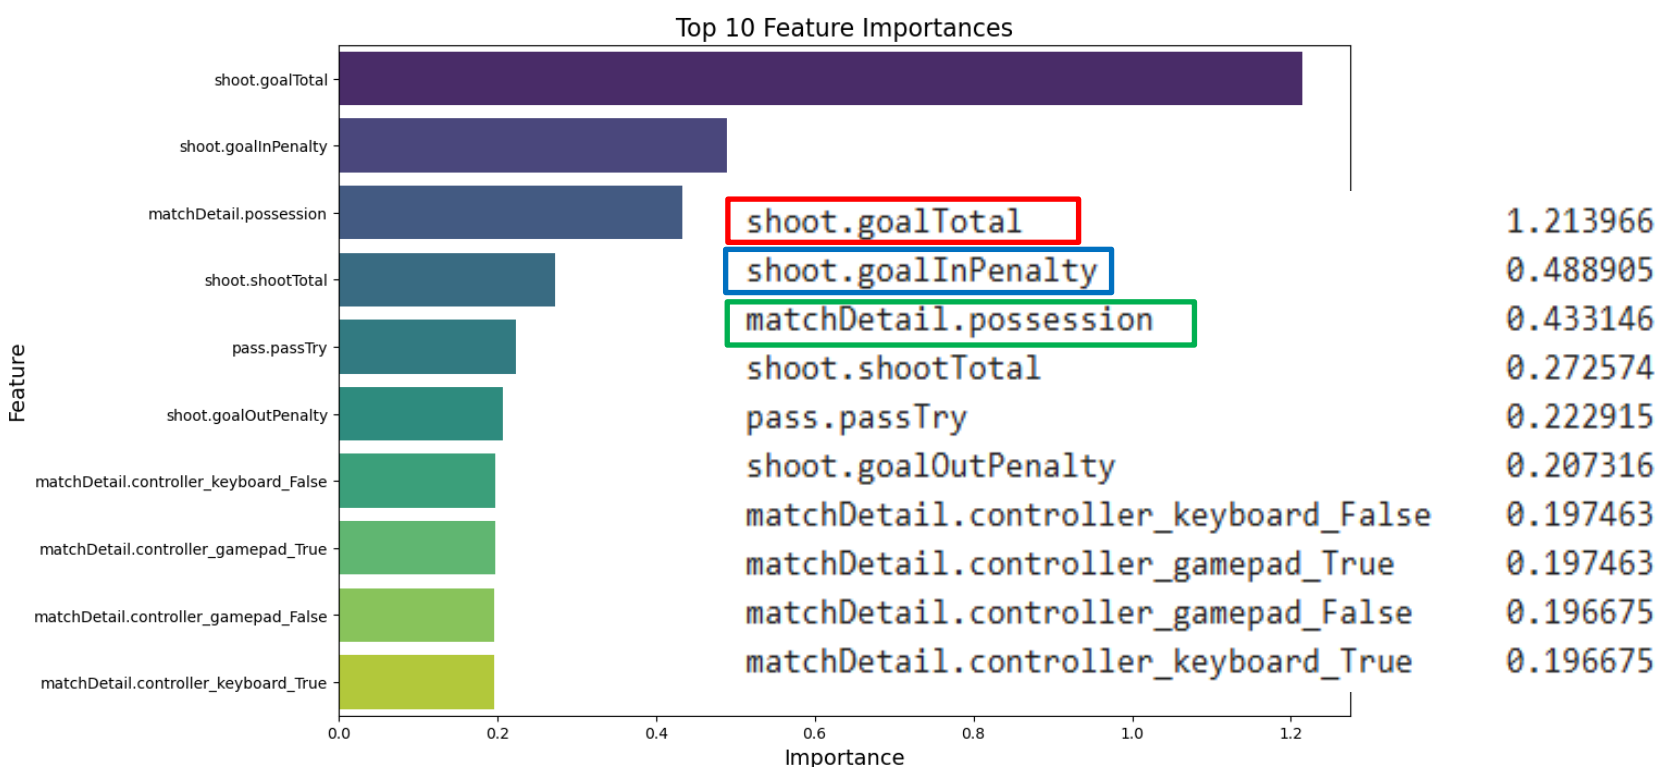 Top 10 Feature Importances
Feature
shoot.goalTotal
shoot.goalInPenalty
matchDetail.possession
shoot.shootTotal
pass.passTry
shoot.goalOutPenalty
matchDetail.controller_keyboard_False
matchDetail.controller_gamepad_True
matchDetail.controller_gamepad_False
matchDetail.controller_keyboard_True
0.0 0.2 0.4 0.6 0.8 1.0 1.2
Importance
shoot.goalTotal 1.213966
shoot.goalInPenalty 0.488905
matchDetail.possession 0.433146
shoot.shootTotal 0.272574
pass.passTry 0.222915
shoot.goalOutPenalty 0.207316
matchDetail.controller_keyboard_False 0.197463
matchDetail.controller_gamepad_True 0.197463
matchDetail.controller_gamepad_False 0.196675
matchDetail.controller_keyboard_True 0.196675